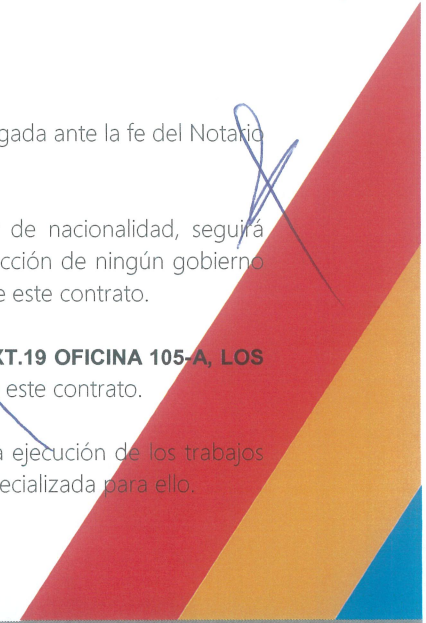 gada ante la fe del Notario
de nacionalidad, seguirá
cción de ningún gobierno
e este contrato.
XT.19 OFICINA 105-A, LOS
este contrato.
a ejecución de los trabajos
pecializada para ello.